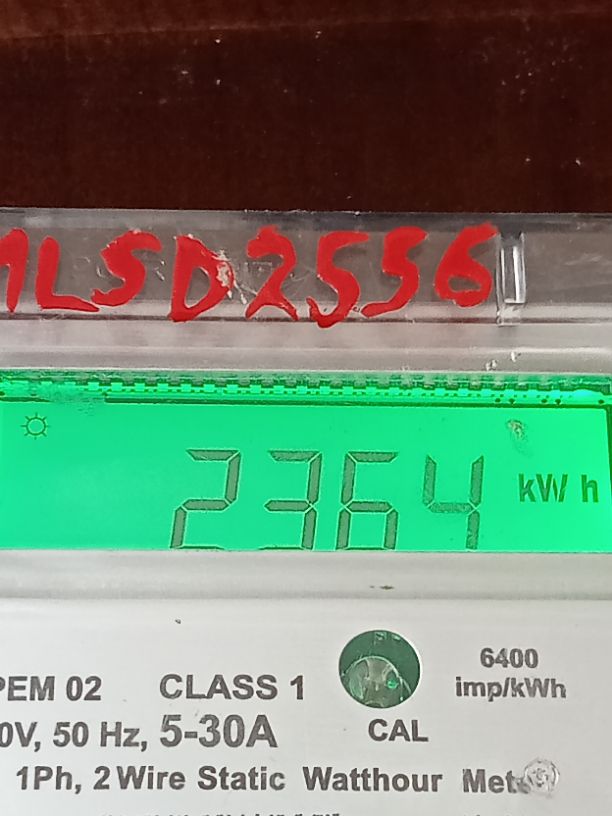 MLSD2556
2364 kWh
PEM 02 CLASS 1
6400
imp/kWh
0V, 50 Hz, 5-30A
CAL
1Ph, 2 Wire Static Watthour